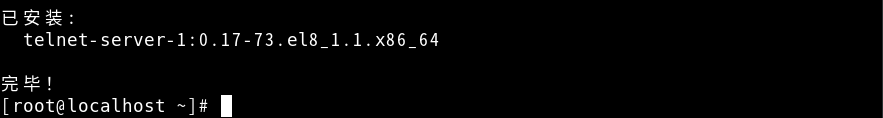 已安装:
telnet-server-1:0.17-73.el8_1.1.x86_64
完毕!
[root@localhost ~]#